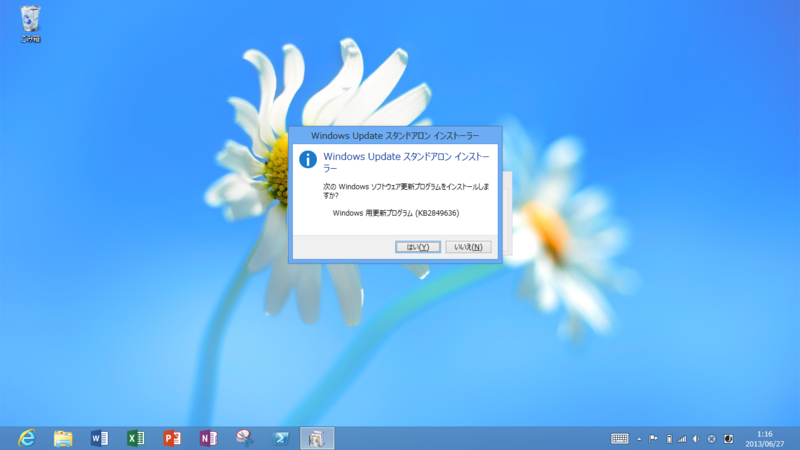 ごみ箱
Windows Update スタンドアロン インストーラー
Windows Update スタンドアロン インストー
ラー
次の Windows ソフトウェア更新プログラムをインストールしま
すか?
Windows 用更新プログラム (KB2849636)
はい(Y)
いいえ(N)
1:16
2013/06/27